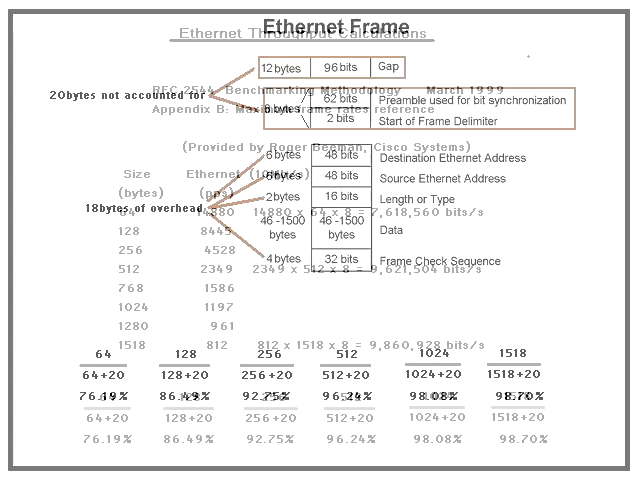 Ethernet Frame
Ethernet Throughput Calculations
12 bytes 96 bits Gap
RFC 2544 Benchmarking Methodology March 1999
20bytes not accounted for
8 bytes 62 bits Preamble used for bit synchronization
Appendix B: Maximum frame rates reference
2 bits Start of Frame Delimiter
(Provided by Roger Beeman, Cisco Systems)
6 bytes 48 bits Destination Ethernet Address
Size Ethernet (10Mb/s)
6 bytes 48 bits Source Ethernet Address
(bytes) (pps)
2 bytes 16 bits Length or Type
18bytes of overhead
64 14880 14880 x 64 x 8 = 7,618,560 bits/s
46 -1500 bytes 46 -1500 bytes Data
128 8445
256 4528
4 bytes 32 bits Frame Check Sequence
512 2349 2349 x 512 x 8 = 9,621,504 bits/s
768 1586
1024 1197
1280 961
1518 812 812 x 1518 x 8 = 9,860,928 bits/s
64 128 256 512 1024 1518
64+20 128+20 256+20 512+20 1024+20 1518+20
76.19% 86.49% 92.75% 96.24% 98.08% 98.70%
64+20 128+20 256+20 512+20 1024+20 1518+20
76.19% 86.49% 92.75% 96.24% 98.08% 98.70%